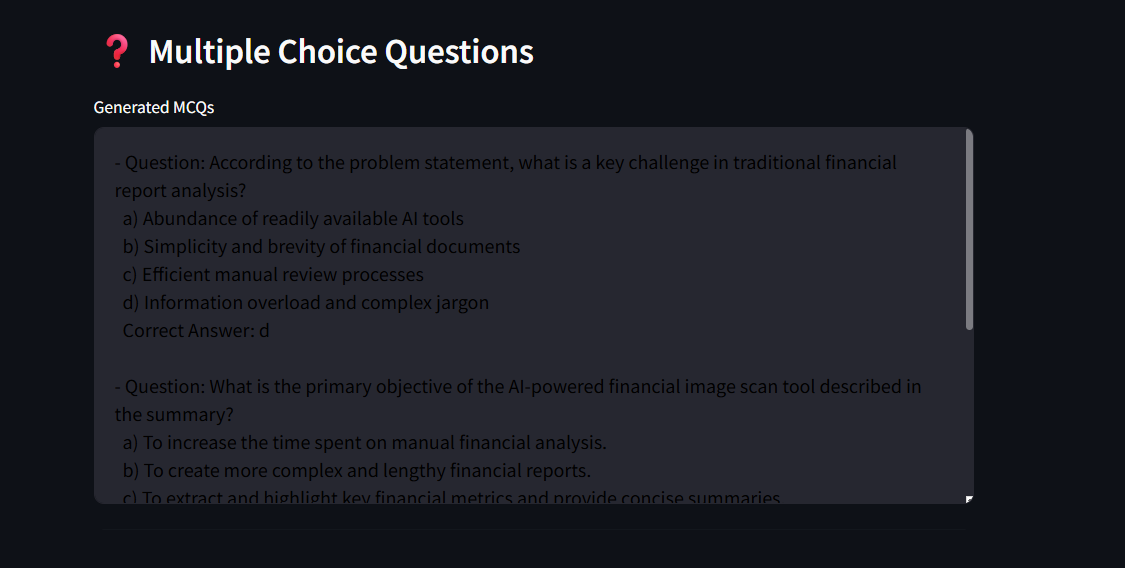 ❓ Multiple Choice Questions
Generated MCQs
- Question: According to the problem statement, what is a key challenge in traditional financial
report analysis?
a) Abundance of readily available AI tools
b) Simplicity and brevity of financial documents
c) Efficient manual review processes
d) Information overload and complex jargon
Correct Answer: d
- Question: What is the primary objective of the AI-powered financial image scan tool described in
the summary?
a) To increase the time spent on manual financial analysis.
b) To create more complex and lengthy financial reports.
c) To extract and highlight key financial metrics and provide concise summaries